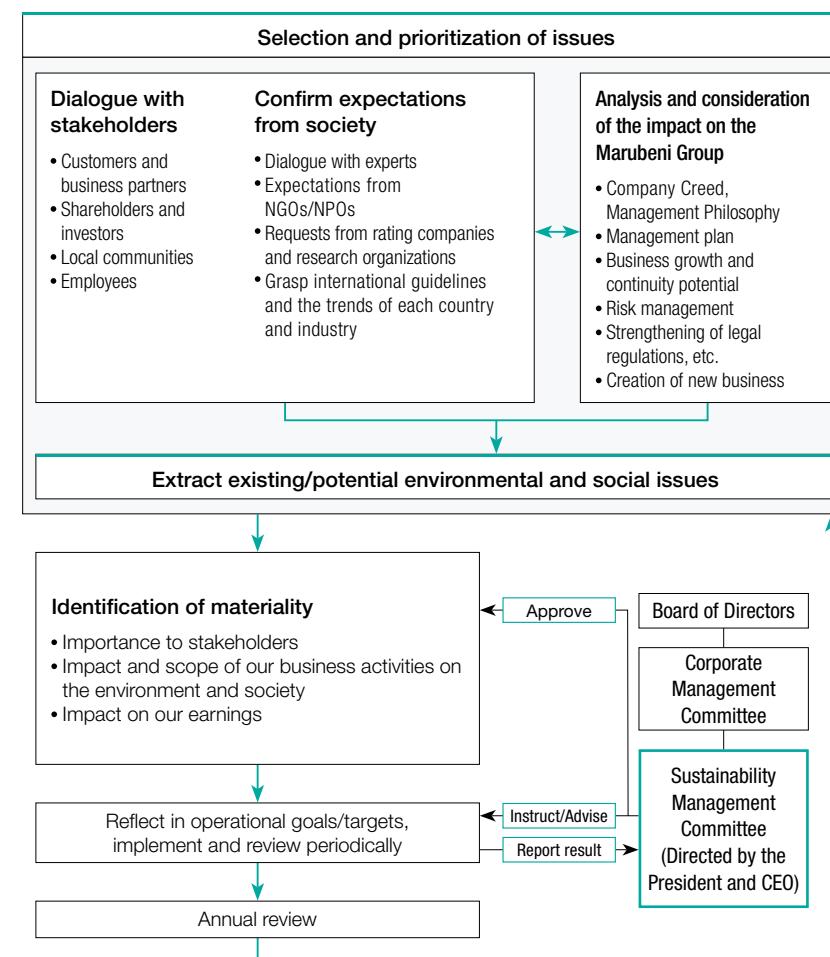 Selection and prioritization of issues
Dialogue with
stakeholders
• Customers and
business partners
• Shareholders and
investors
• Local communities
• Employees
Confirm expectations
from society
• Dialogue with experts
• Expectations from
NGOs/NPOs
• Requests from rating companies
and research organizations
• Grasp international guidelines
and the trends of each country
and industry
Analysis and consideration
of the impact on the
Marubeni Group
• Company Creed,
Management Philosophy
• Management plan
• Business growth and
continuity potential
• Risk management
• Strengthening of legal
regulations, etc.
• Creation of new business
Extract existing/potential environmental and social issues
Identification of materiality
• Importance to stakeholders
• Impact and scope of our business activities on
the environment and society
• Impact on our earnings
Approve
Board of Directors
Corporate
Management
Committee
Sustainability
Management
Committee
(Directed by the
President and CEO)
Reflect in operational goals/targets,
implement and review periodically
Instruct/Advise
Report result
Annual review